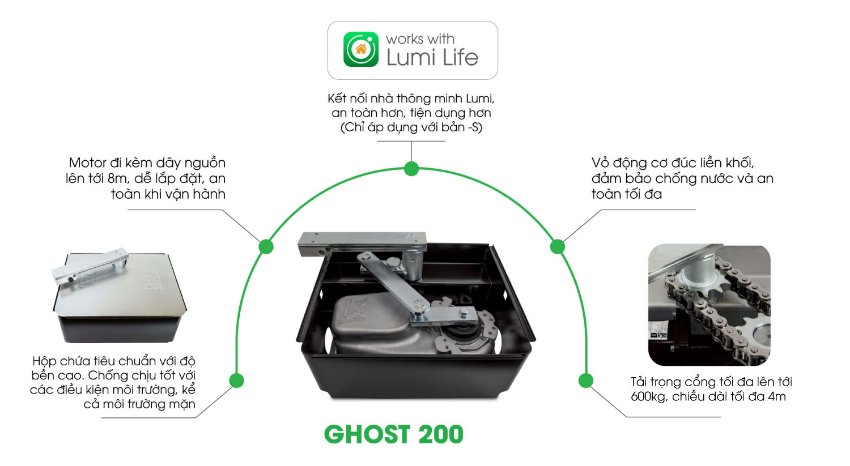 works with
Lumi Life
Kết nối nhà thông minh Lumi,
an toàn hơn, tiện dụng hơn
(Chỉ áp dụng với bản -S)
Motor đi kèm dây nguồn
lên tới 8m, dễ lắp đặt, an
toàn khi vận hành
Vỏ động cơ đúc liền khối,
đảm bảo chống nước và an
toàn tối đa
Hộp chứa tiêu chuẩn với độ
bền cao. Chống chịu tốt với
các điều kiện môi trường, kể
cả môi trường mặn
Tải trọng cổng tối đa lên tới
600kg, chiều dài tối đa 4m
GHOST 200